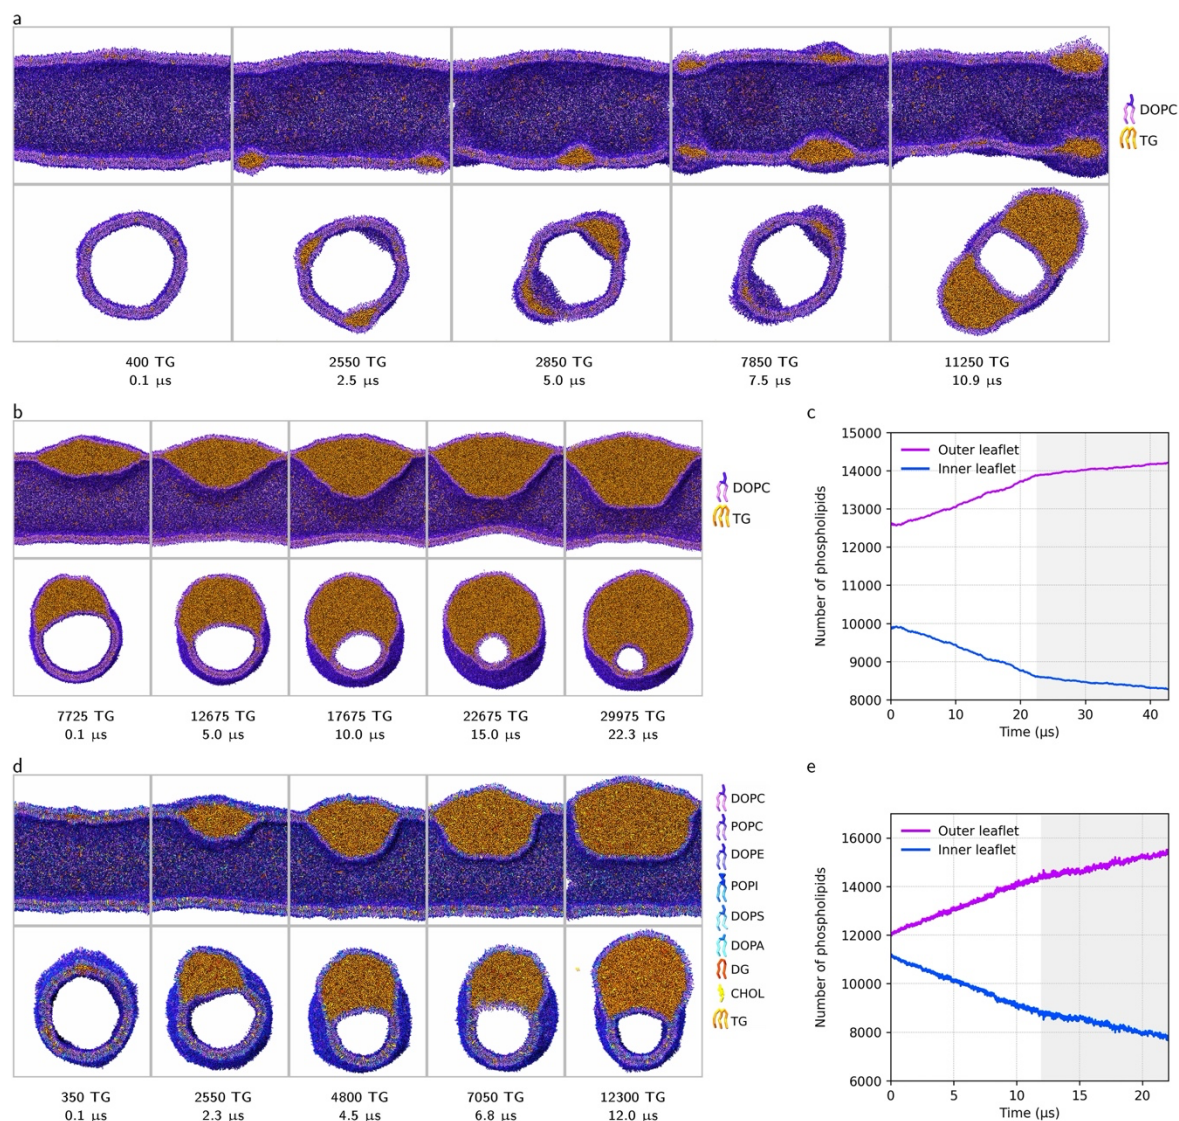 a
DOPC
TG
400 TG 2550 TG 2850 TG 7850 TG 11250 TG
0.1 μs 2.5 μs 5.0 μs 7.5 μs 10.9 μs
b
DOPC
TG
7725 TG 12675 TG 17675 TG 22675 TG 29975 TG
0.1 μs 5.0 μs 10.0 μs 15.0 μs 22.3 μs
c
Number of phospholipids
15000
14000
13000
12000
11000
10000
9000
8000
Outer leaflet
Inner leaflet
0 10 20 30 40
Time (μs)
d
DOPC
POPC
DOPE
POPI
DOPS
DOPA
DG
CHOL
TG
350 TG 2550 TG 4800 TG 7050 TG 12300 TG
0.1 μs 2.3 μs 4.5 μs 6.8 μs 12.0 μs
e
Number of phospholipids
16000
14000
12000
10000
8000
6000
Outer leaflet
Inner leaflet
0 5 10 15 20
Time (μs)